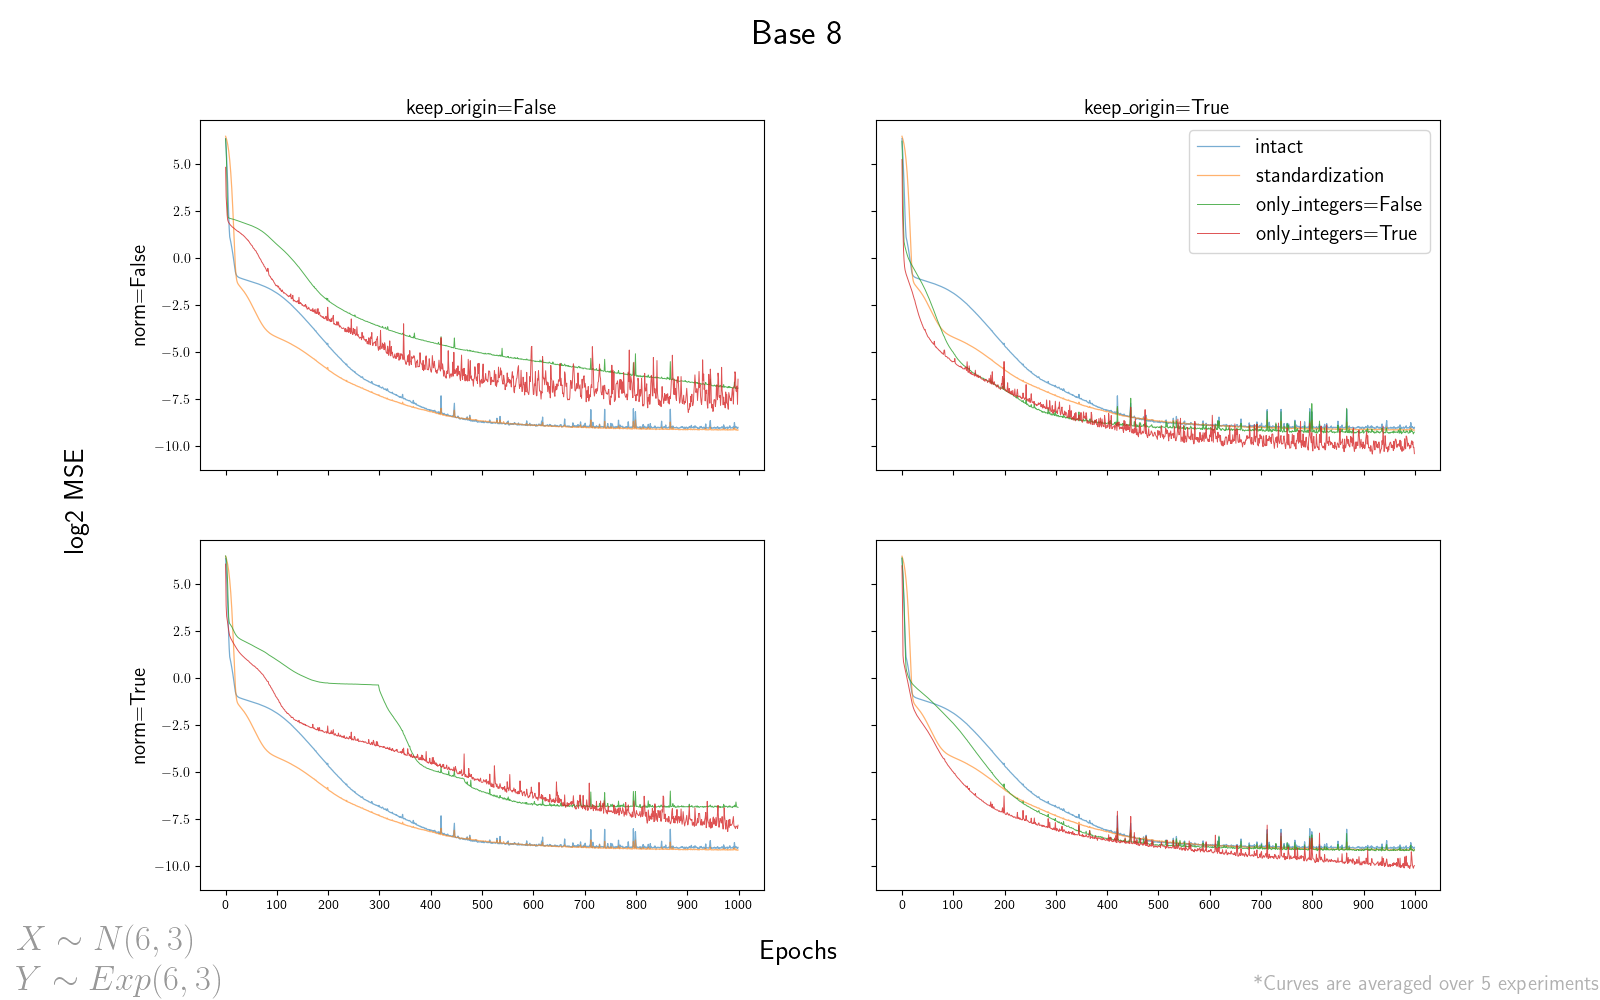 Base 8
keep_origin=False
keep_origin=True
intact
standardization
only_integers=False
only_integers=True
norm=False
5.0
2.5
0.0
−2.5
−5.0
−7.5
−10.0
log2 MSE
norm=True
5.0
2.5
0.0
−2.5
−5.0
−7.5
−10.0
0 100 200 300 400 500 600 700 800 900 1000
0 100 200 300 400 500 600 700 800 900 1000
Epochs
X ∼ N(6, 3)
Y ∼ Exp(6, 3)
*Curves are averaged over 5 experiments